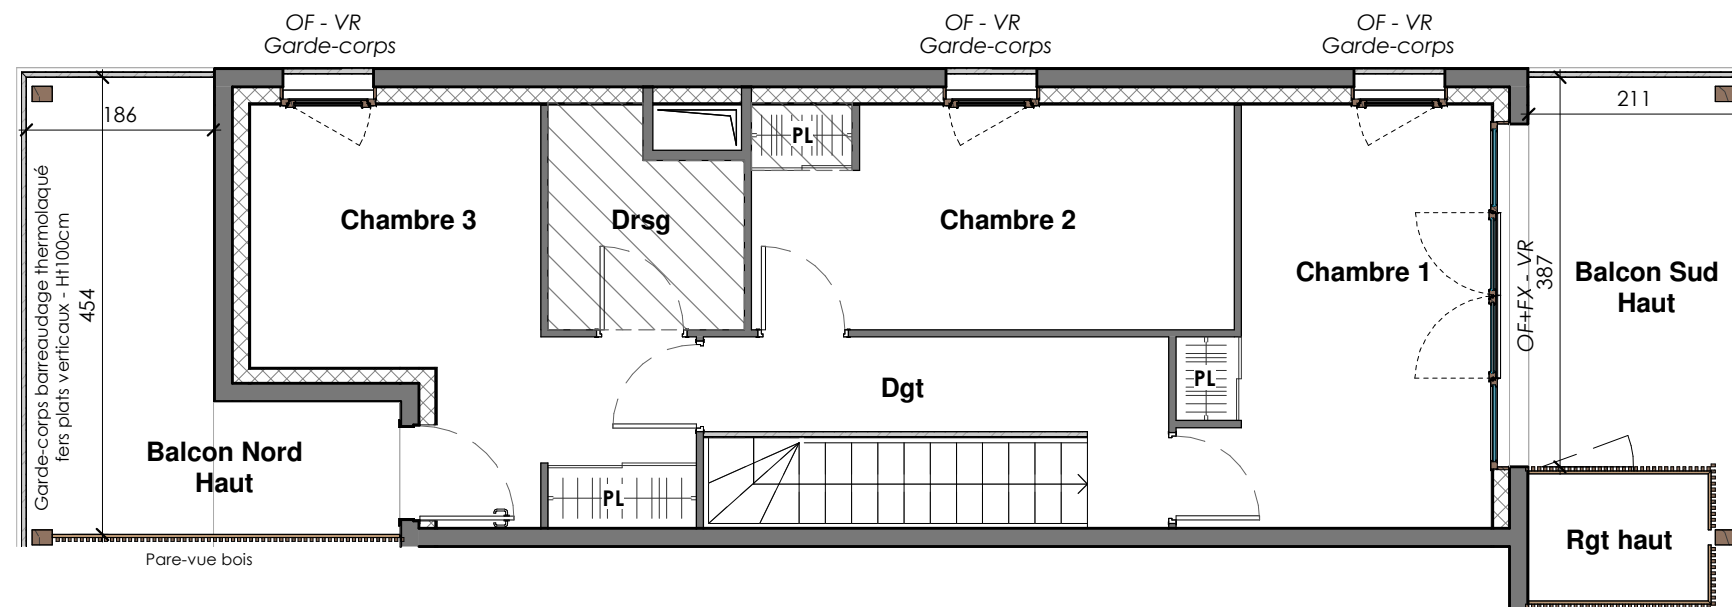 OF - VR
Garde-corps
OF - VR
Garde-corps
OF - VR
Garde-corps
186
211
Garde-corps barreaudage thermolaqué
fers plats verticaux - Ht100cm
454
PL
Chambre 3
Drsg
Chambre 2
Chambre 1
OF+FX - VR
387
Balcon Sud
Haut
PL
Dgt
Balcon Nord
Haut
PL
Rgt haut
Pare-vue bois